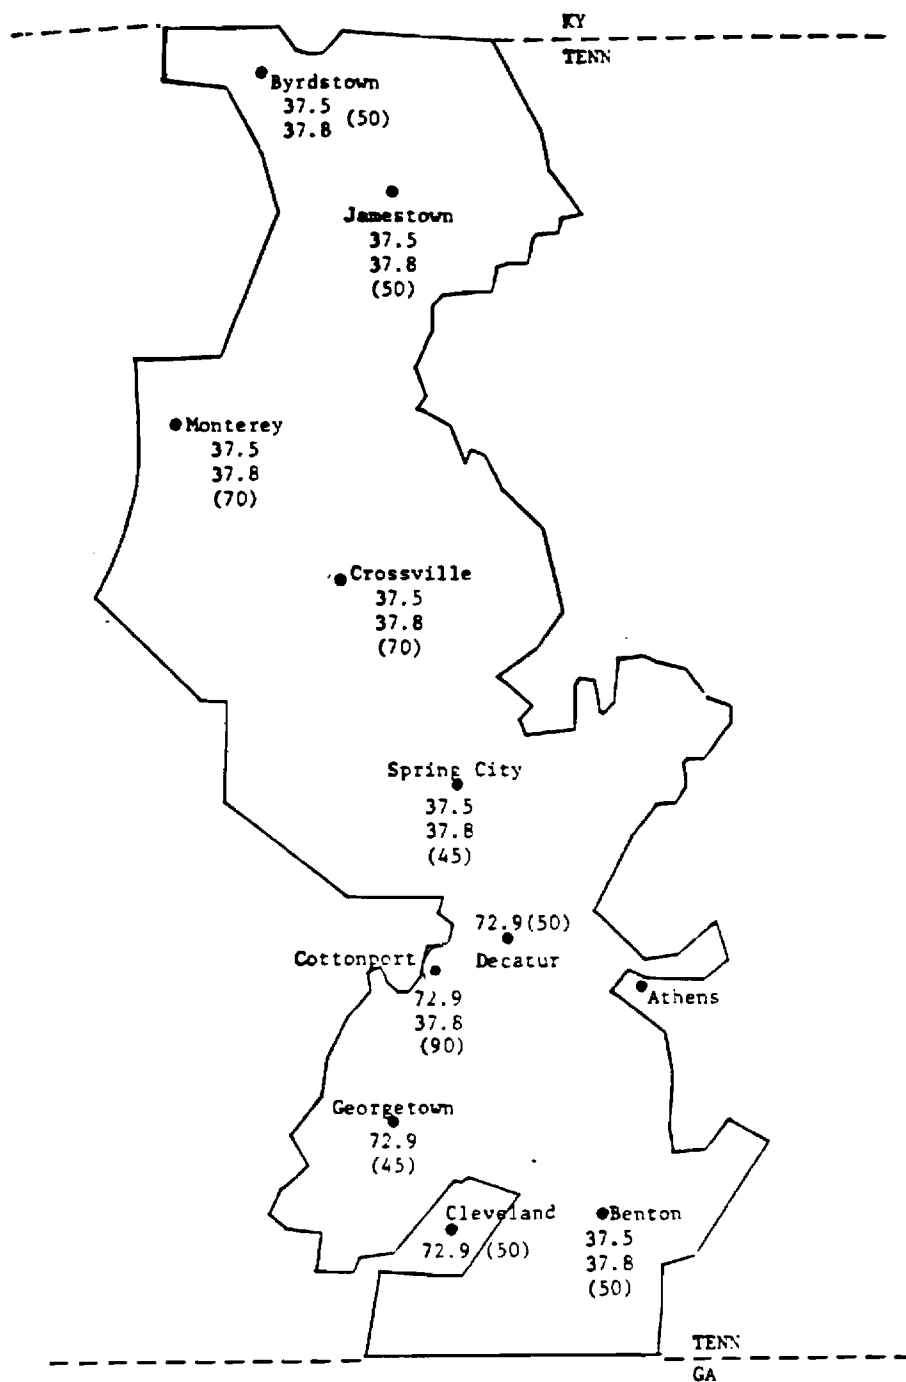 KY
TENN
Byrdstown
37.5
37.8 (50)
Jamestown
37.5
37.8
(50)
Monterey
37.5
37.8
(70)
Crossville
37.5
37.8
(70)
Spring City
37.5
37.8
(45)
72.9(50)
Decatur
Cottonport
72.9
37.8
(90)
Athens
Georgetown
72.9
(45)
Cleveland
72.9 (50)
Benton
37.5
37.8
(50)
TENN
GA